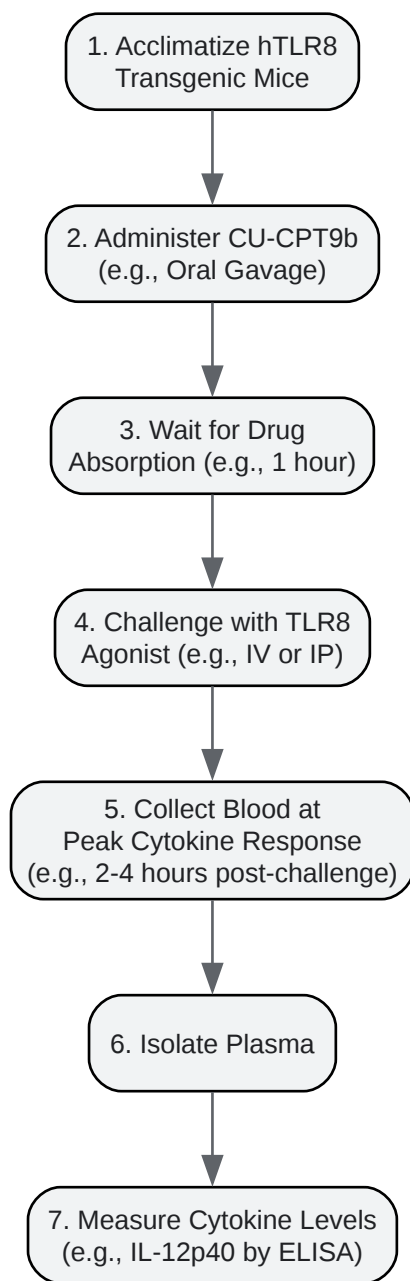 1. Acclimatize hTLR8
Transgenic Mice
2. Administer CU-CPT9b
(e.g., Oral Gavage)
3. Wait for Drug
Absorption (e.g., 1 hour)
4. Challenge with TLR8
Agonist (e.g., IV or IP)
5. Collect Blood at
Peak Cytokine Response
(e.g., 2-4 hours post-challenge)
6. Isolate Plasma
7. Measure Cytokine Levels
(e.g., IL-12p40 by ELISA)